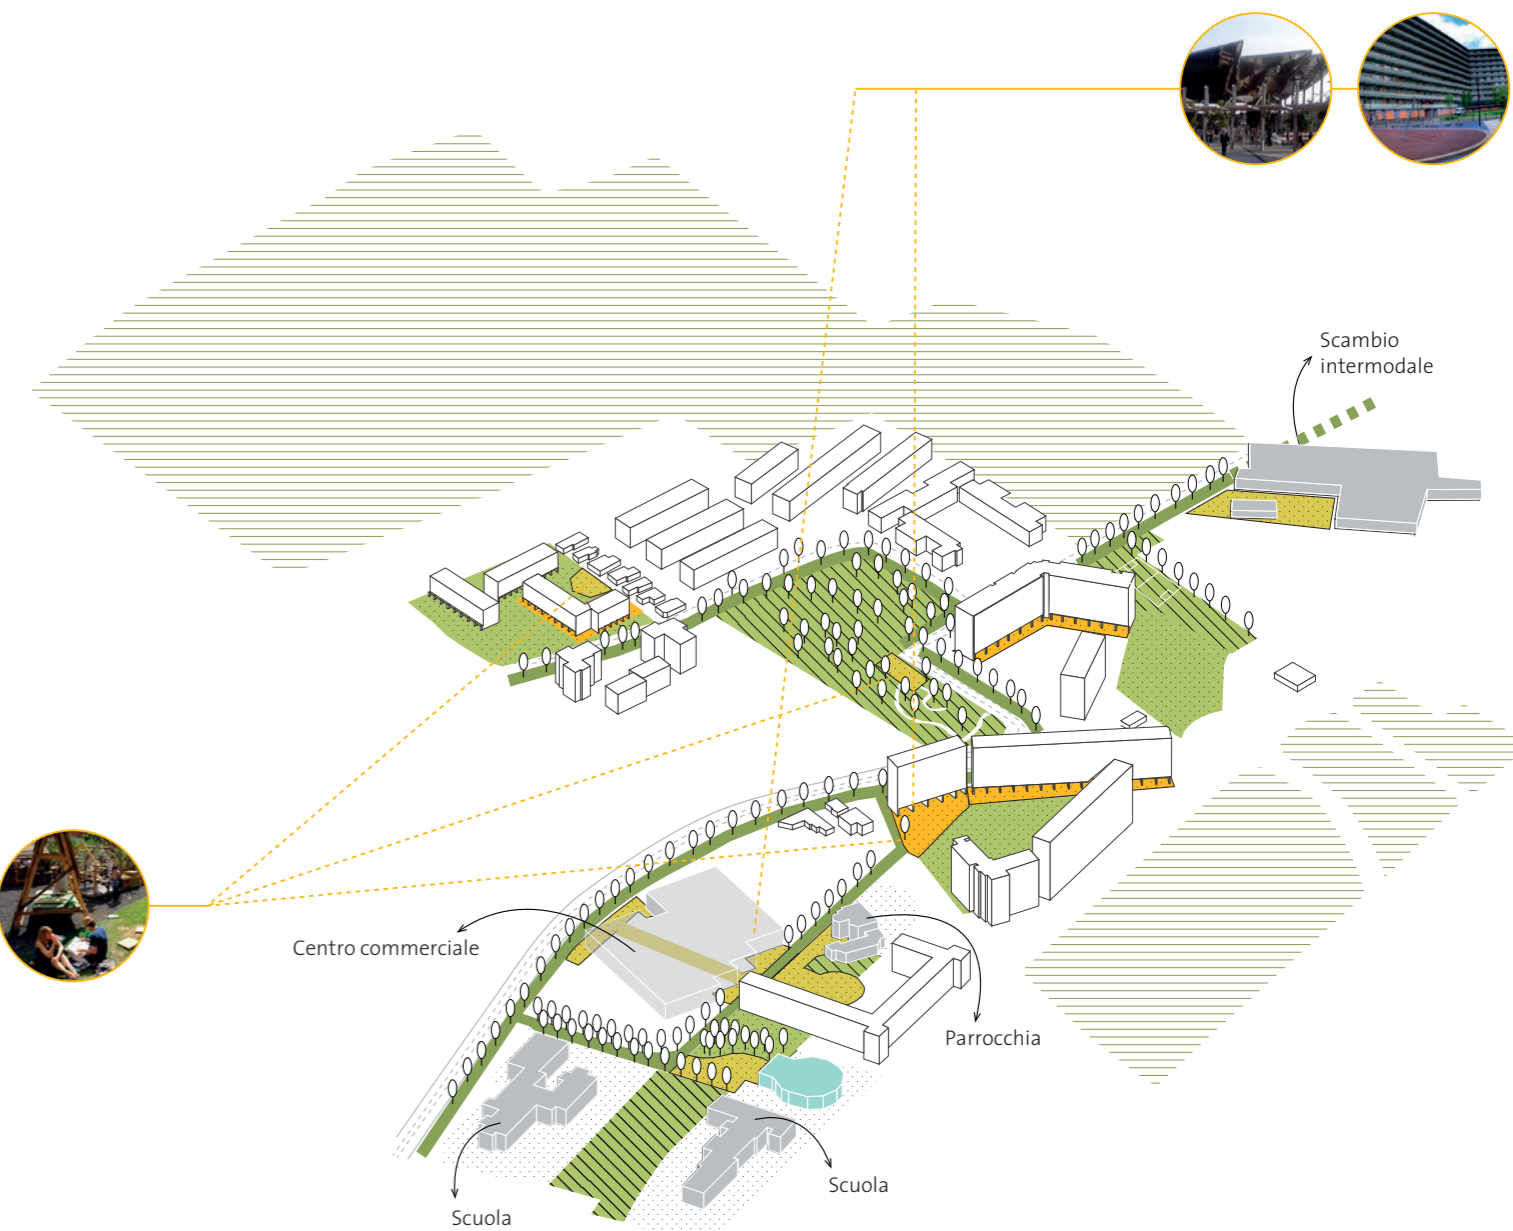 Scambio
intermodale
Centro commerciale
Parrocchia
Scuola
Scuola